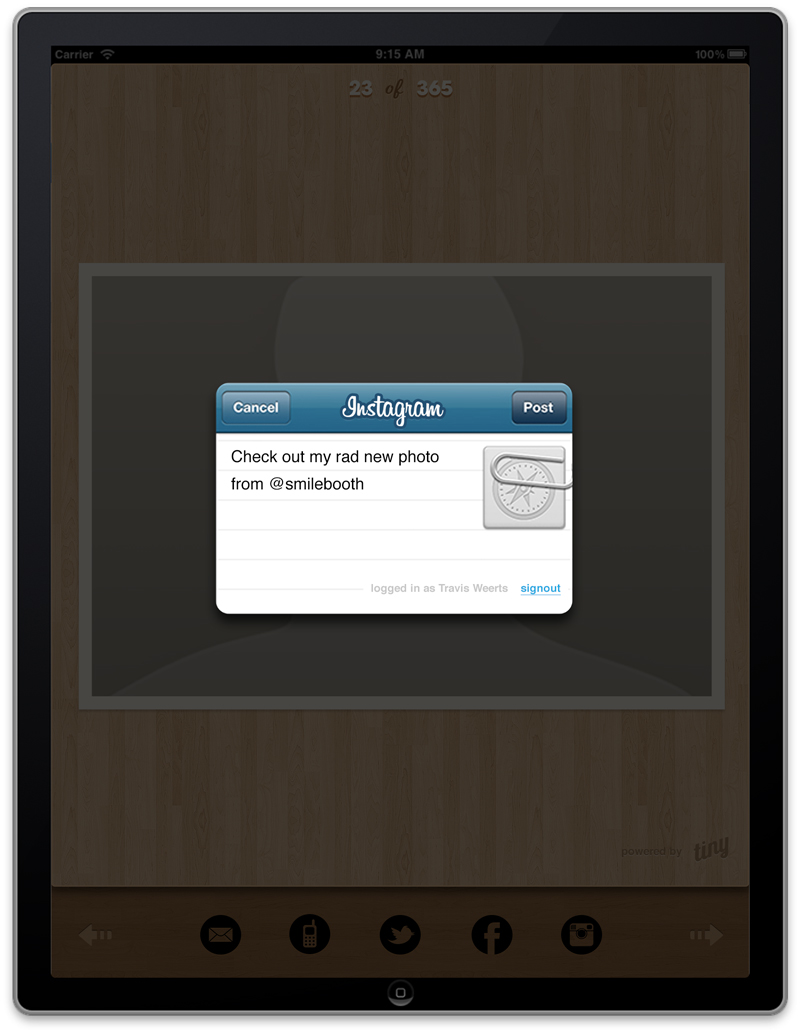 Carrier 9:15 AM 100%
23 of 365
Cancel Instagram Post
Check out my rad new photo
from @smilebooth
logged in as Travis Weerts signout
powered by tiny